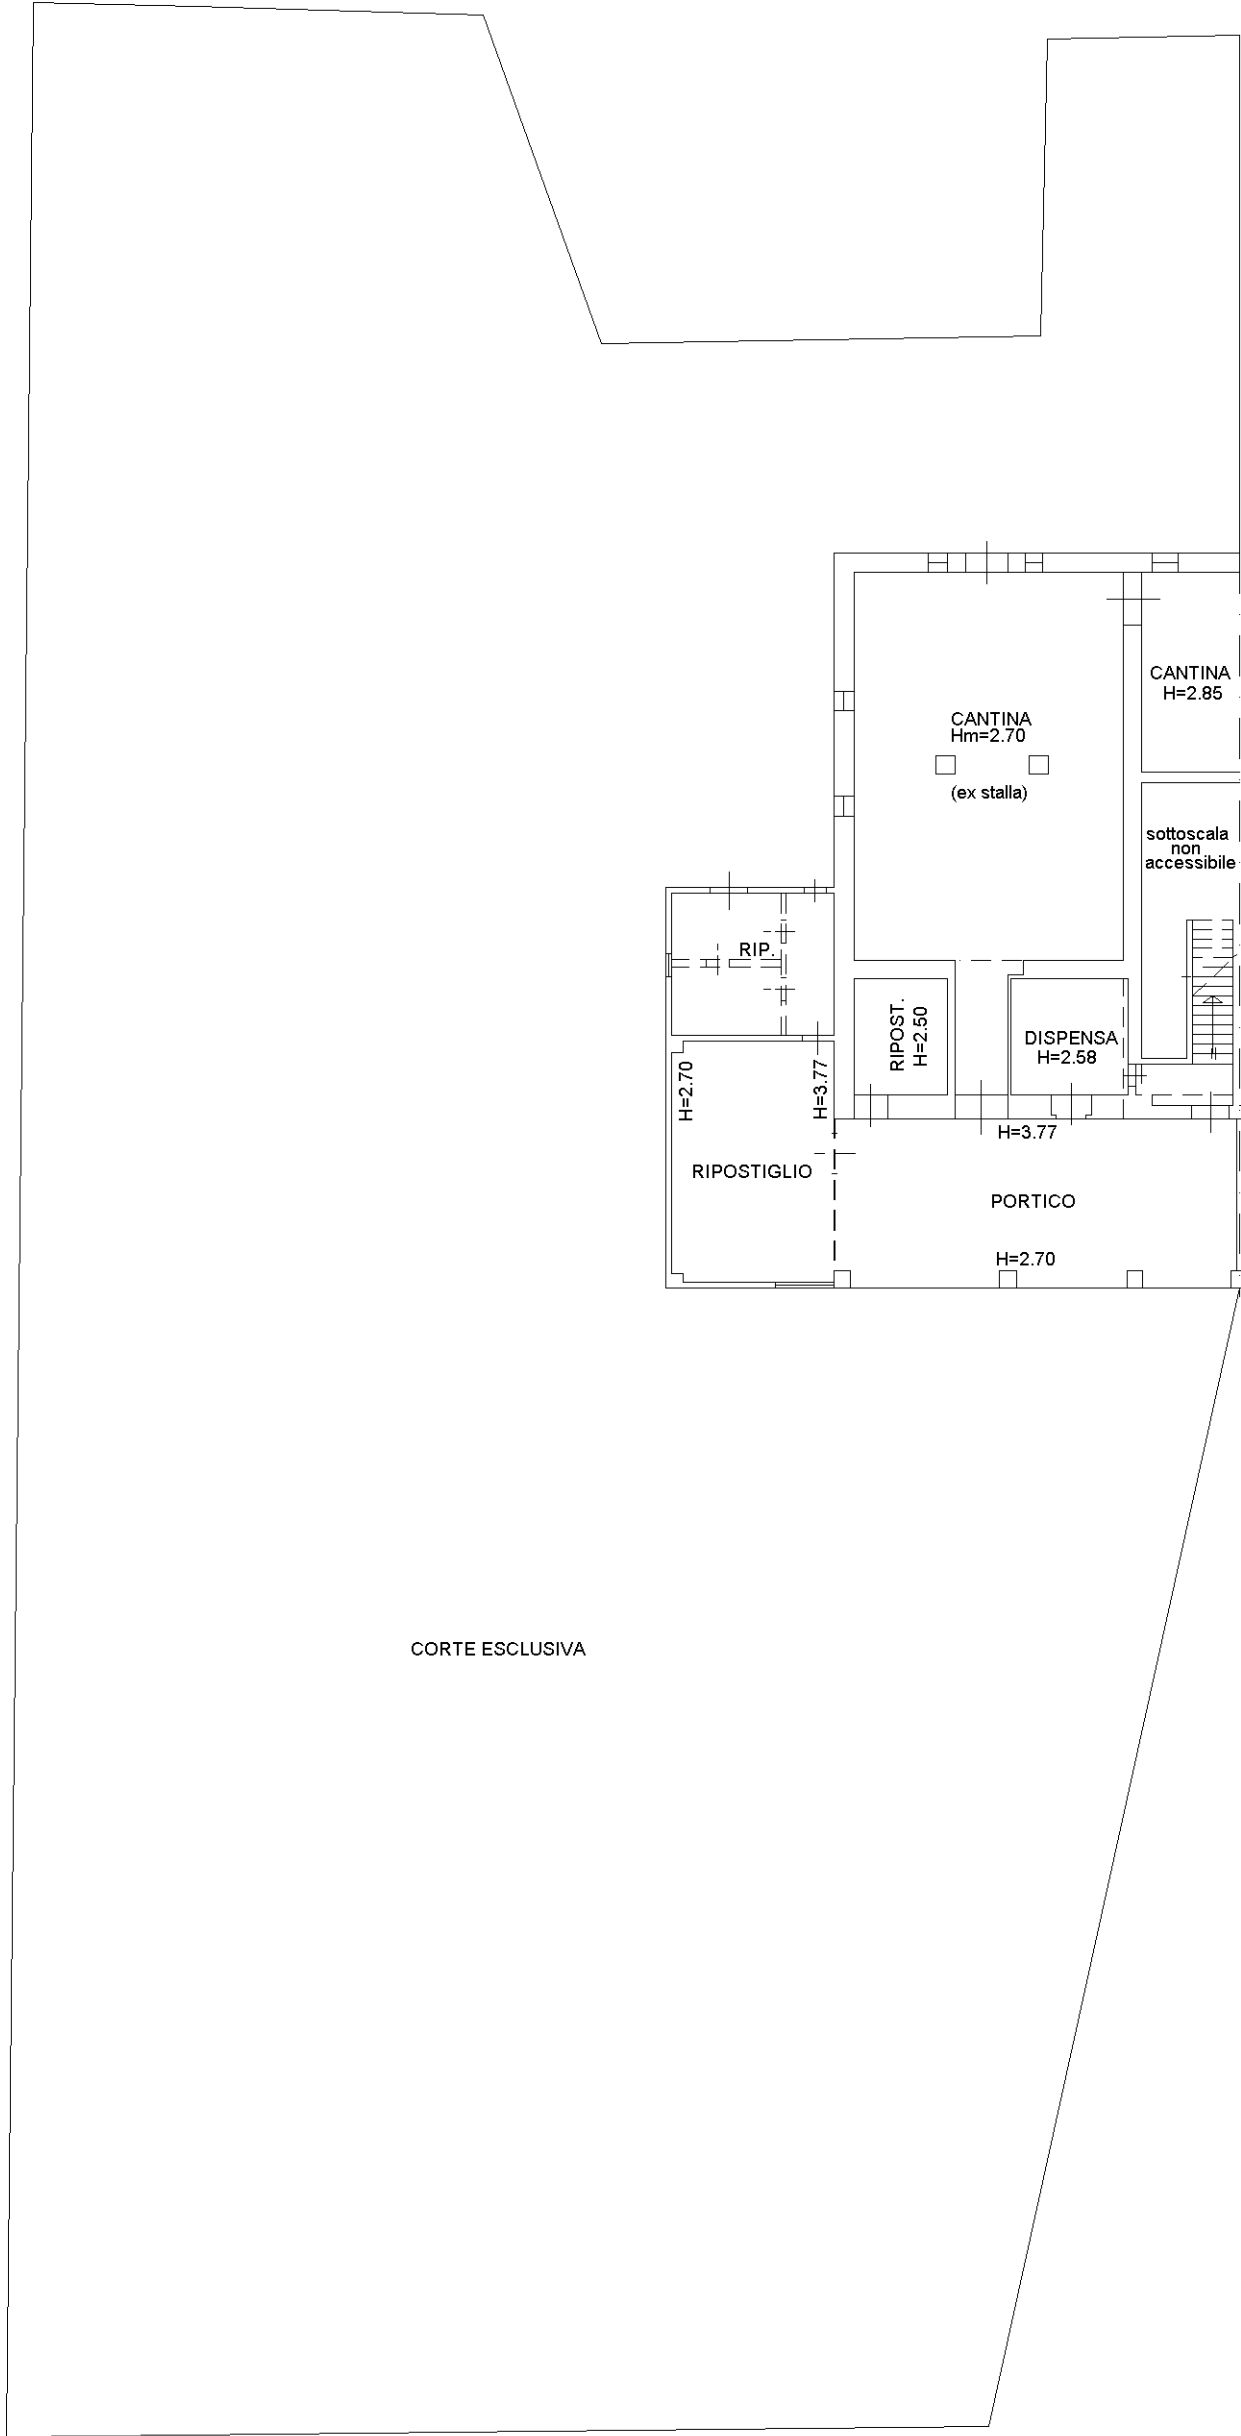 CANTINA
H=2.85
CANTINA
Hm=2.70
(ex stalla)
sottoscala
non
accessibile
RIP.
RIPOST.
H=2.50
DISPENSA
H=2.58
H=2.70
H=3.77
H=3.77
RIPOSTIGLIO
PORTICO
H=2.70
CORTE ESCLUSIVA